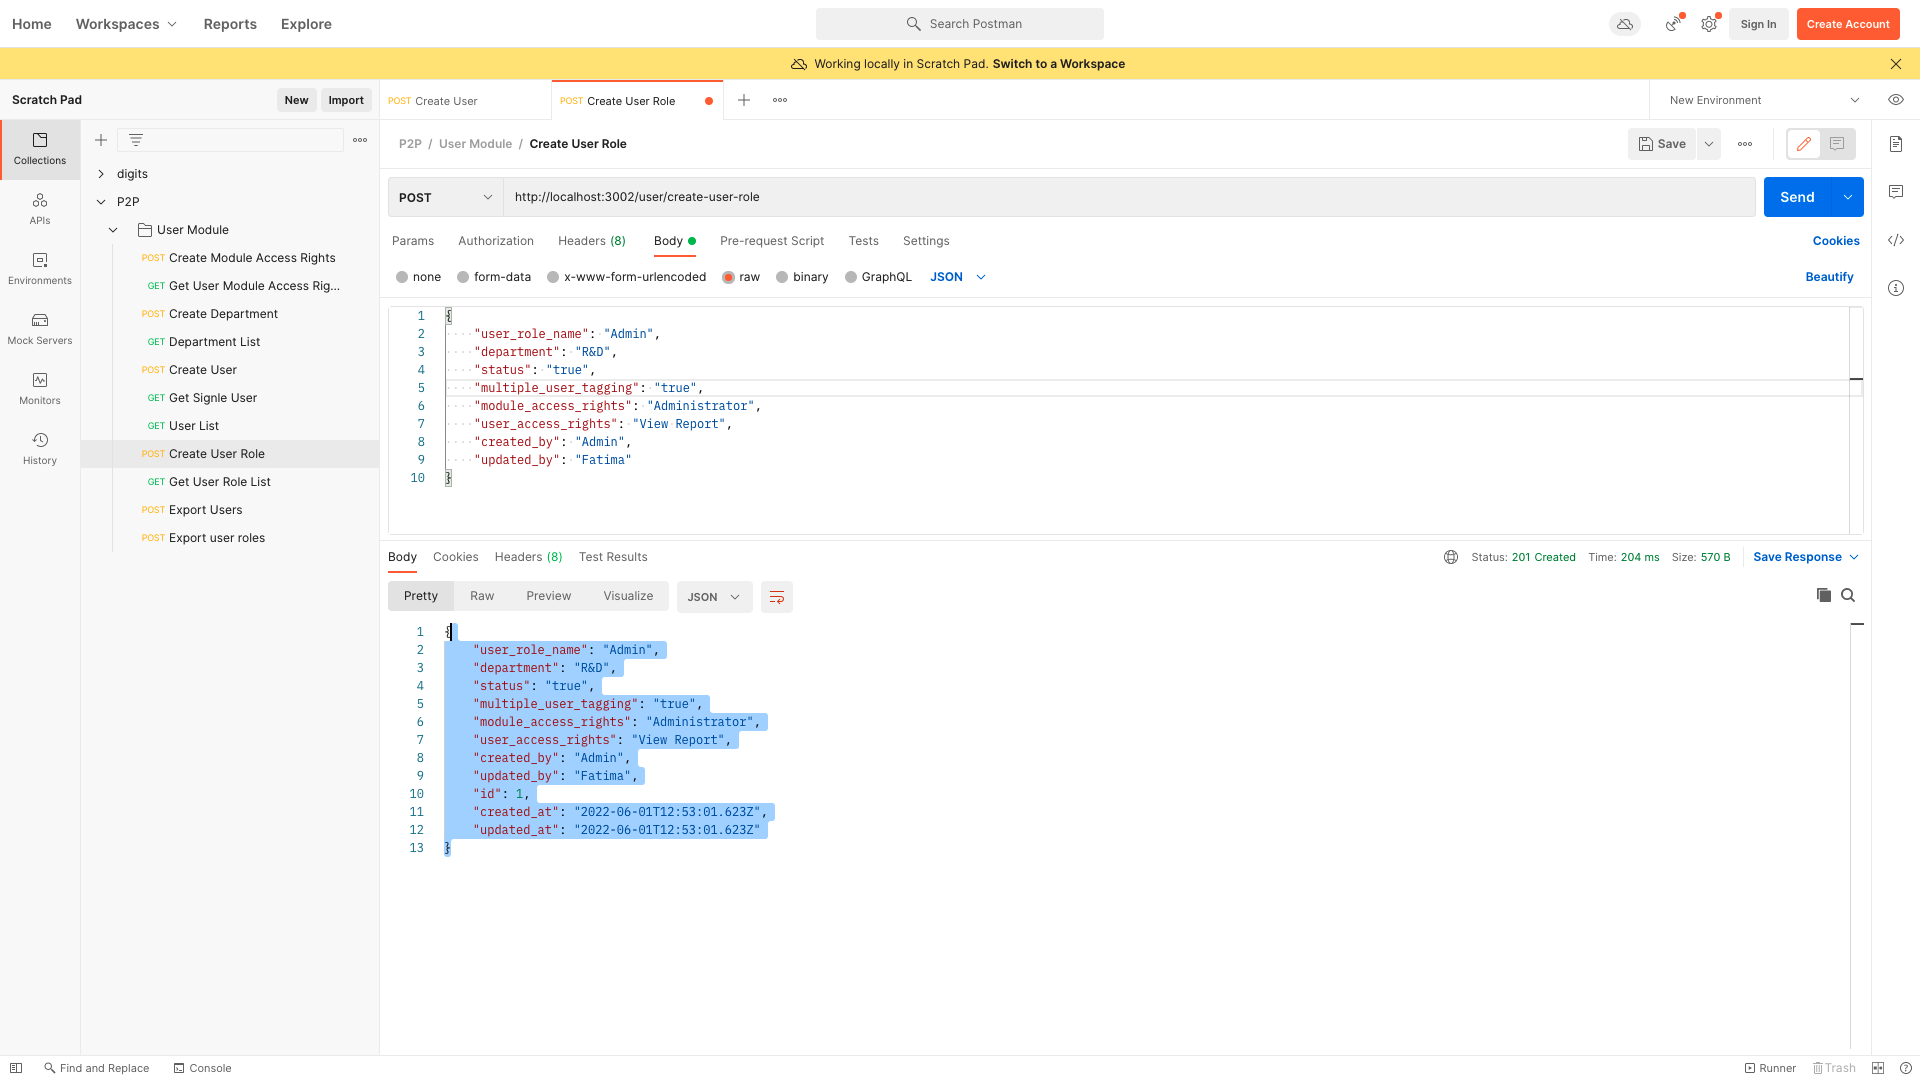 Home
Workspaces
Reports
Explore
Search Postman
Sign In
Create Account
Working locally in Scratch Pad. Switch to a Workspace
Scratch Pad
New
Import
POST Create User
POST Create User Role
New Environment
Collections
APIs
Environments
Mock Servers
Monitors
History
digits
P2P
User Module
POST Create Module Access Rights
GET Get User Module Access Rig...
POST Create Department
GET Department List
POST Create User
GET Get Signle User
GET User List
POST Create User Role
GET Get User Role List
POST Export Users
POST Export user roles
P2P / User Module / Create User Role
Save
POST
http://localhost:3002/user/create-user-role
Send
Params
Authorization
Headers (8)
Body
Pre-request Script
Tests
Settings
Cookies
none
form-data
x-www-form-urlencoded
raw
binary
GraphQL
JSON
Beautify
1 {
2 "user_role_name": "Admin",
3 "department": "R&D",
4 "status": "true",
5 "multiple_user_tagging": "true",
6 "module_access_rights": "Administrator",
7 "user_access_rights": "View Report",
8 "created_by": "Admin",
9 "updated_by": "Fatima"
10 }
Body
Cookies
Headers (8)
Test Results
Status: 201 Created
Time: 204 ms
Size: 570 B
Save Response
Pretty
Raw
Preview
Visualize
JSON
1 {
2 "user_role_name": "Admin",
3 "department": "R&D",
4 "status": "true",
5 "multiple_user_tagging": "true",
6 "module_access_rights": "Administrator",
7 "user_access_rights": "View Report",
8 "created_by": "Admin",
9 "updated_by": "Fatima",
10 "id": 1,
11 "created_at": "2022-06-01T12:53:01.623Z",
12 "updated_at": "2022-06-01T12:53:01.623Z"
13 }
Find and Replace
Console
Runner
Trash